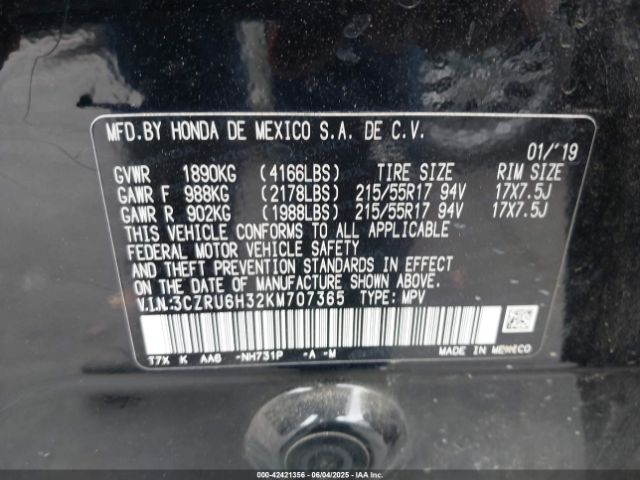 MFD.BY HONDA DE MEXICO S.A. DE C.V.
01/'19
GVWR 1890KG (4166LBS) TIRE SIZE RIM SIZE
GAWR F 988KG (2178LBS) 215/55R17 94V 17X7.5J
GAWR R 902KG (1988LBS) 215/55R17 94V 17X7.5J
THIS VEHICLE CONFORMS TO ALL APPLICABLE
FEDERAL MOTOR VEHICLE SAFETY
AND THEFT PREVENTION STANDARDS IN EFFECT
ON THE DATE OF MANUFACTURE SHOWN ABOVE.
V.I.N.:3CZRU6H32KM707365 TYPE: MPV
T7X K AA6 -NH731P -A -M MADE IN MEXICO
000-42421356 - 06/04/2025 - IAAI.com